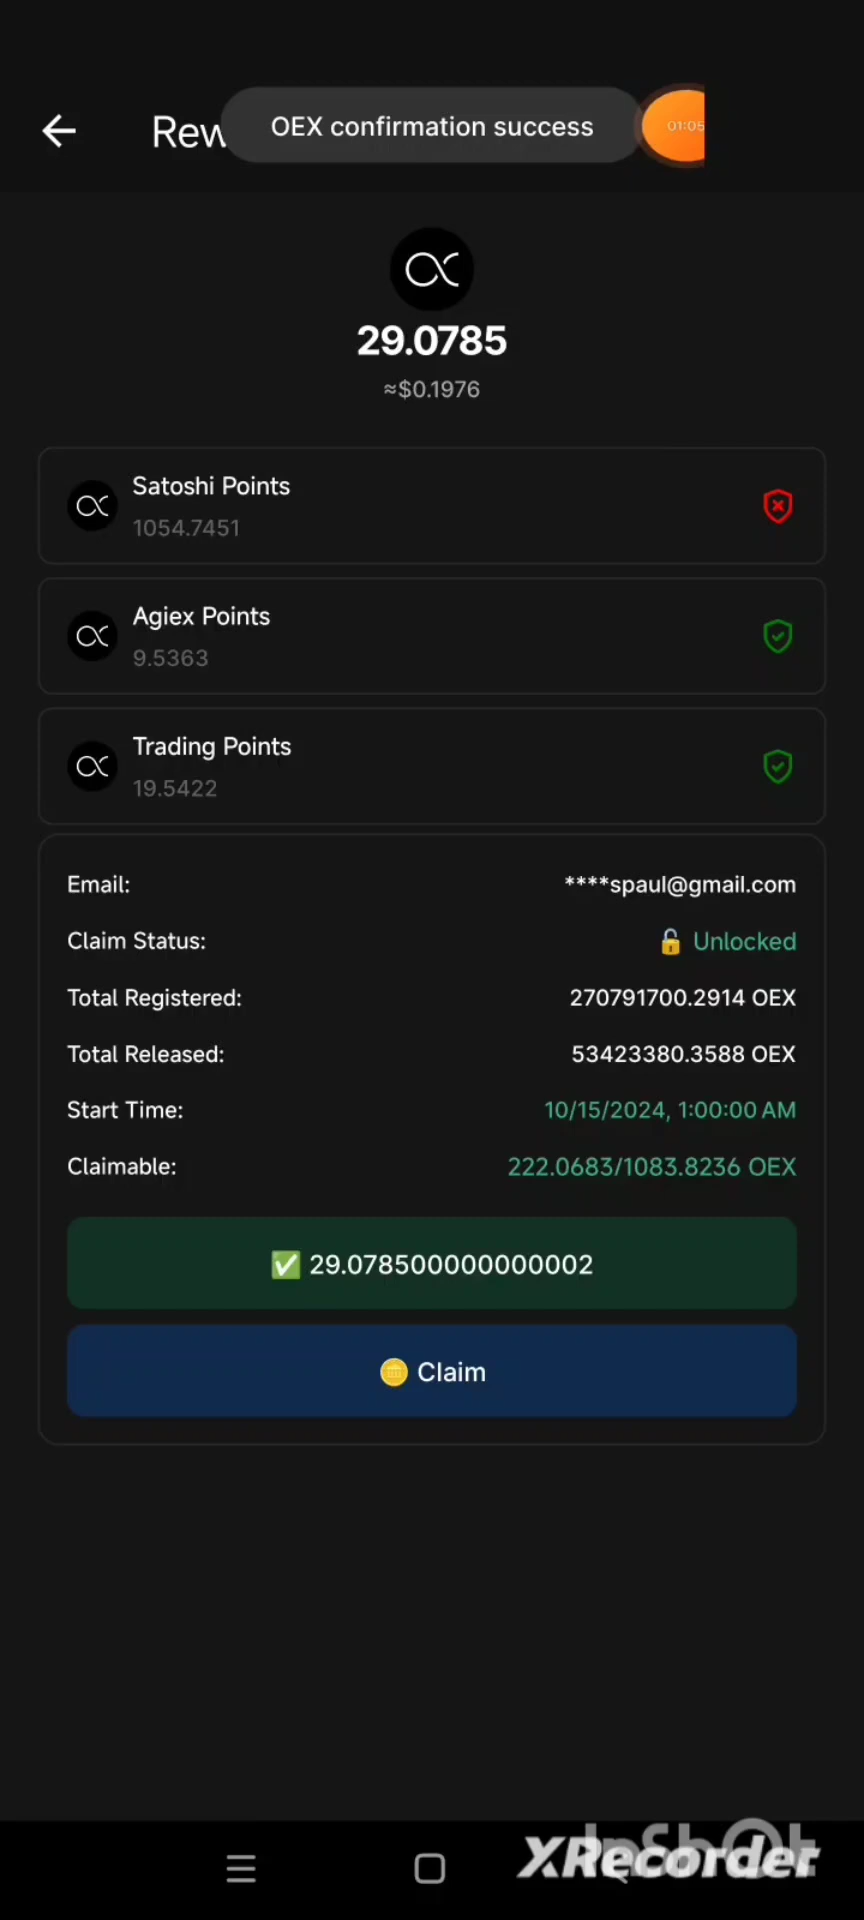 Rew
OEX confirmation success
01:05
29.0785
≈$0.1976
Satoshi Points
1054.7451
Agiex Points
9.5363
Trading Points
19.5422
Email: ****spaul@gmail.com
Claim Status: 🔓 Unlocked
Total Registered: 270791700.2914 OEX
Total Released: 53423380.3588 OEX
Start Time: 10/15/2024, 1:00:00 AM
Claimable: 222.0683/1083.8236 OEX
✅ 29.078500000000002
🪙 Claim
InShot
XRecorder